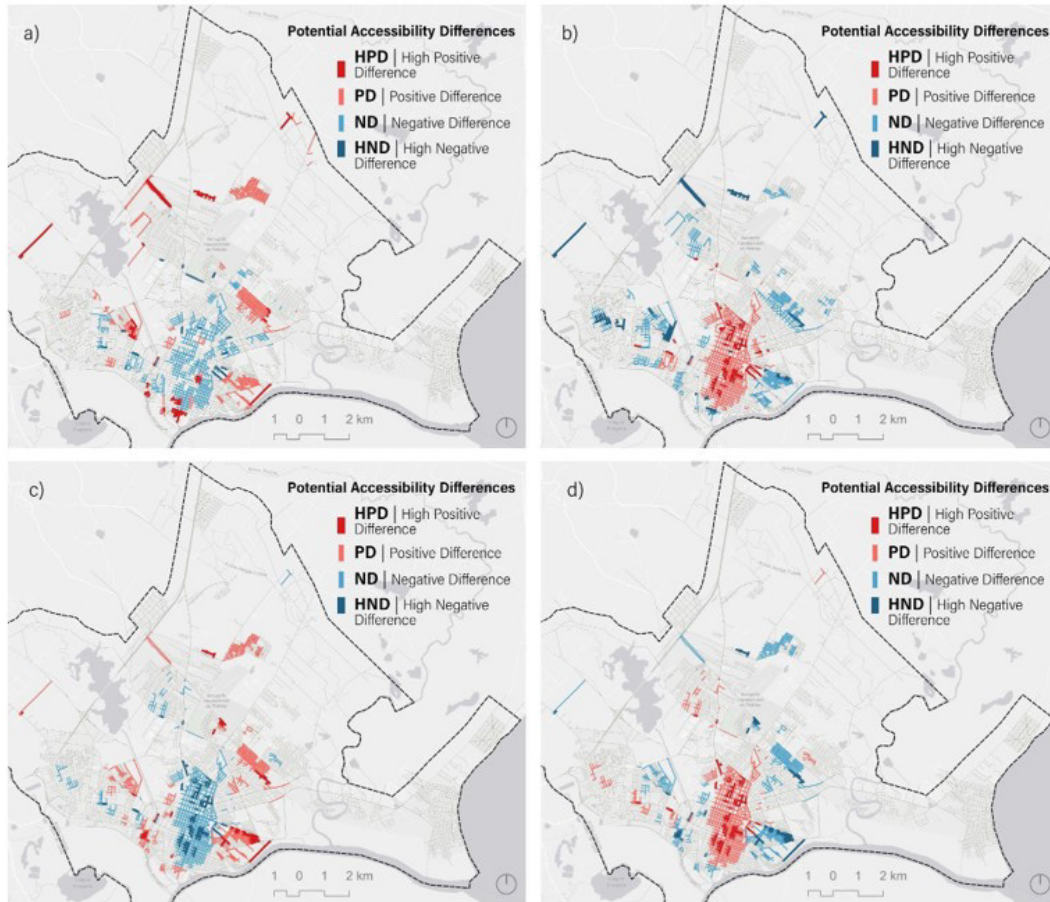 a)
Potential Accessibility Differences
HPD | High Positive
Difference
PD | Positive Difference
ND | Negative Difference
HND | High Negative
Difference
1 0 1 2 km
b)
Potential Accessibility Differences
HPD | High Positive
Difference
PD | Positive Difference
ND | Negative Difference
HND | High Negative
Difference
1 0 1 2 km
c)
Potential Accessibility Differences
HPD | High Positive
Difference
PD | Positive Difference
ND | Negative Difference
HND | High Negative
Difference
1 0 1 2 km
d)
Potential Accessibility Differences
HPD | High Positive
Difference
PD | Positive Difference
ND | Negative Difference
HND | High Negative
Difference
1 0 1 2 km